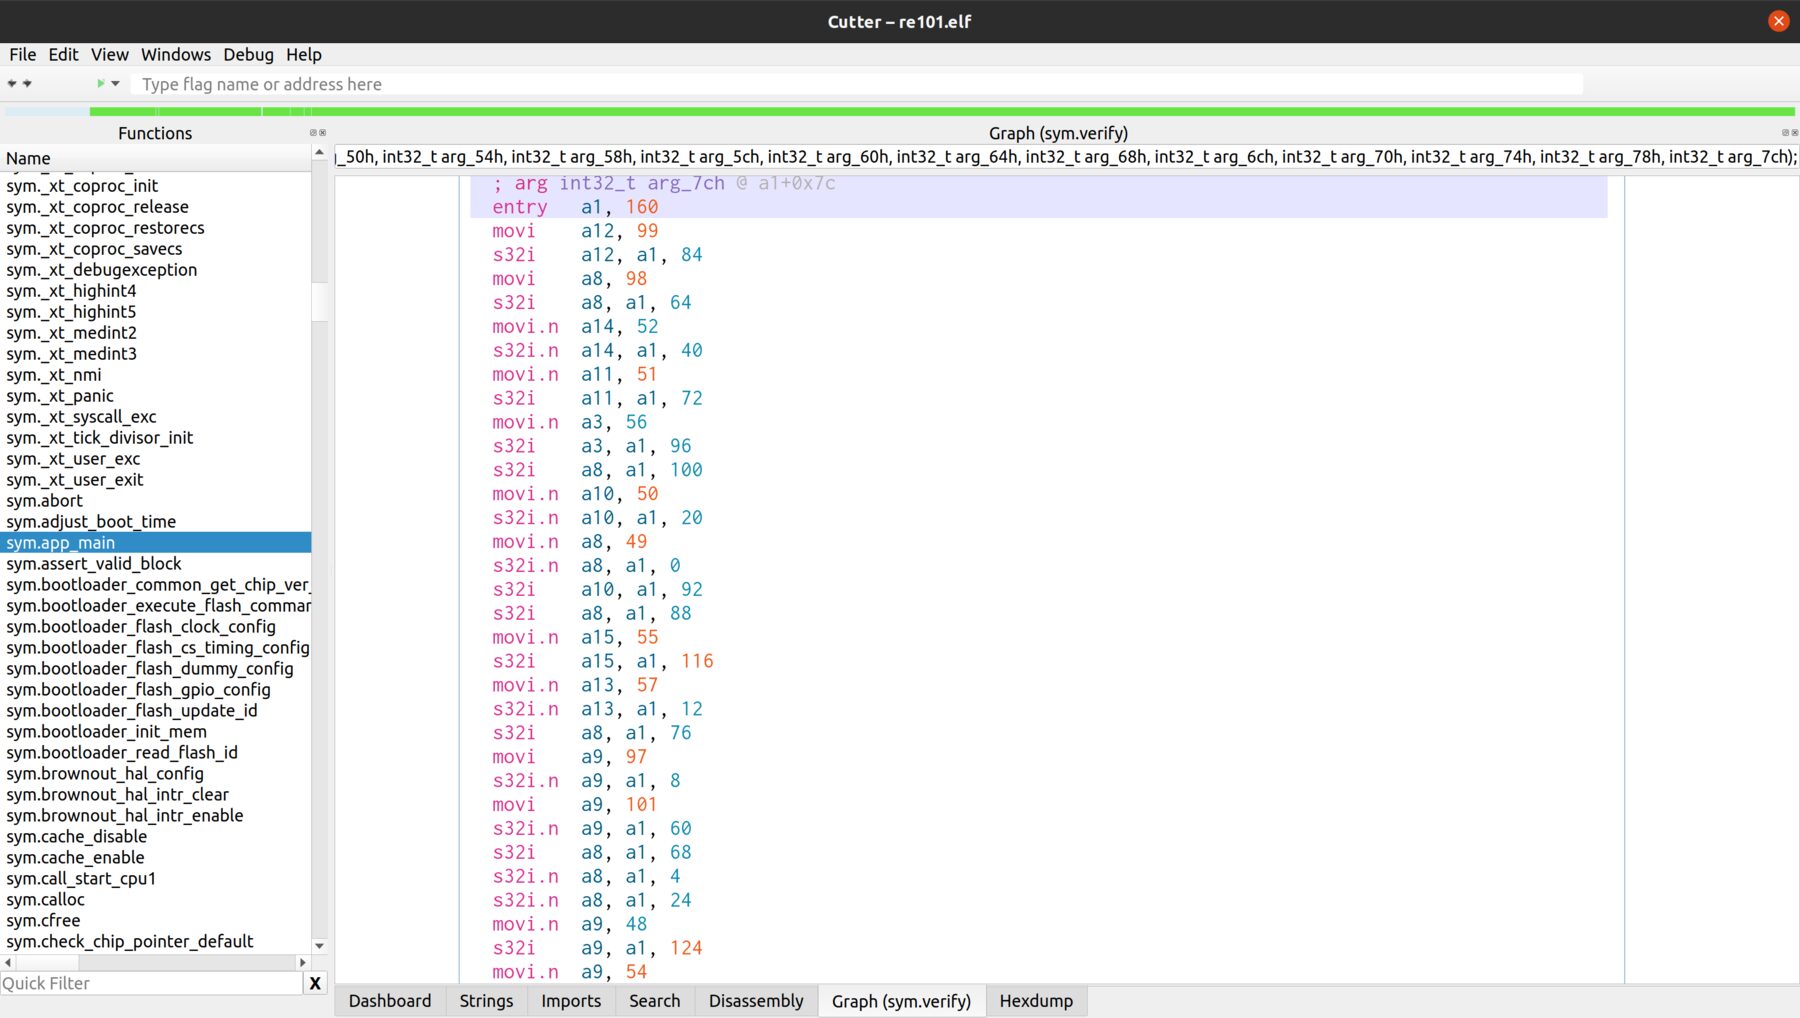 Cutter – re101.elf
File Edit View Windows Debug Help
Type flag name or address here
Functions
Name
sym._xt_coproc_init
sym._xt_coproc_release
sym._xt_coproc_restorecs
sym._xt_coproc_savecs
sym._xt_debugexception
sym._xt_highint4
sym._xt_highint5
sym._xt_medint2
sym._xt_medint3
sym._xt_nmi
sym._xt_panic
sym._xt_syscall_exc
sym._xt_tick_divisor_init
sym._xt_user_exc
sym._xt_user_exit
sym.abort
sym.adjust_boot_time
sym.app_main
sym.assert_valid_block
sym.bootloader_common_get_chip_ver_
sym.bootloader_execute_flash_commar
sym.bootloader_flash_clock_config
sym.bootloader_flash_cs_timing_config
sym.bootloader_flash_dummy_config
sym.bootloader_flash_gpio_config
sym.bootloader_flash_update_id
sym.bootloader_init_mem
sym.bootloader_read_flash_id
sym.brownout_hal_config
sym.brownout_hal_intr_clear
sym.brownout_hal_intr_enable
sym.cache_disable
sym.cache_enable
sym.call_start_cpu1
sym.calloc
sym.cfree
sym.check_chip_pointer_default
Quick Filter X
Graph (sym.verify)
_50h, int32_t arg_54h, int32_t arg_58h, int32_t arg_5ch, int32_t arg_60h, int32_t arg_64h, int32_t arg_68h, int32_t arg_6ch, int32_t arg_70h, int32_t arg_74h, int32_t arg_78h, int32_t arg_7ch);
; arg int32_t arg_7ch @ a1+0x7c
entry a1, 160
movi a12, 99
s32i a12, a1, 84
movi a8, 98
s32i a8, a1, 64
movi.n a14, 52
s32i.n a14, a1, 40
movi.n a11, 51
s32i a11, a1, 72
movi.n a3, 56
s32i a3, a1, 96
s32i a8, a1, 100
movi.n a10, 50
s32i.n a10, a1, 20
movi.n a8, 49
s32i.n a8, a1, 0
s32i a10, a1, 92
s32i a8, a1, 88
movi.n a15, 55
s32i a15, a1, 116
movi.n a13, 57
s32i.n a13, a1, 12
s32i a8, a1, 76
movi a9, 97
s32i.n a9, a1, 8
movi a9, 101
s32i.n a9, a1, 60
s32i a8, a1, 68
s32i.n a8, a1, 4
s32i.n a8, a1, 24
movi.n a9, 48
s32i a9, a1, 124
movi.n a9, 54
Dashboard Strings Imports Search Disassembly Graph (sym.verify) Hexdump